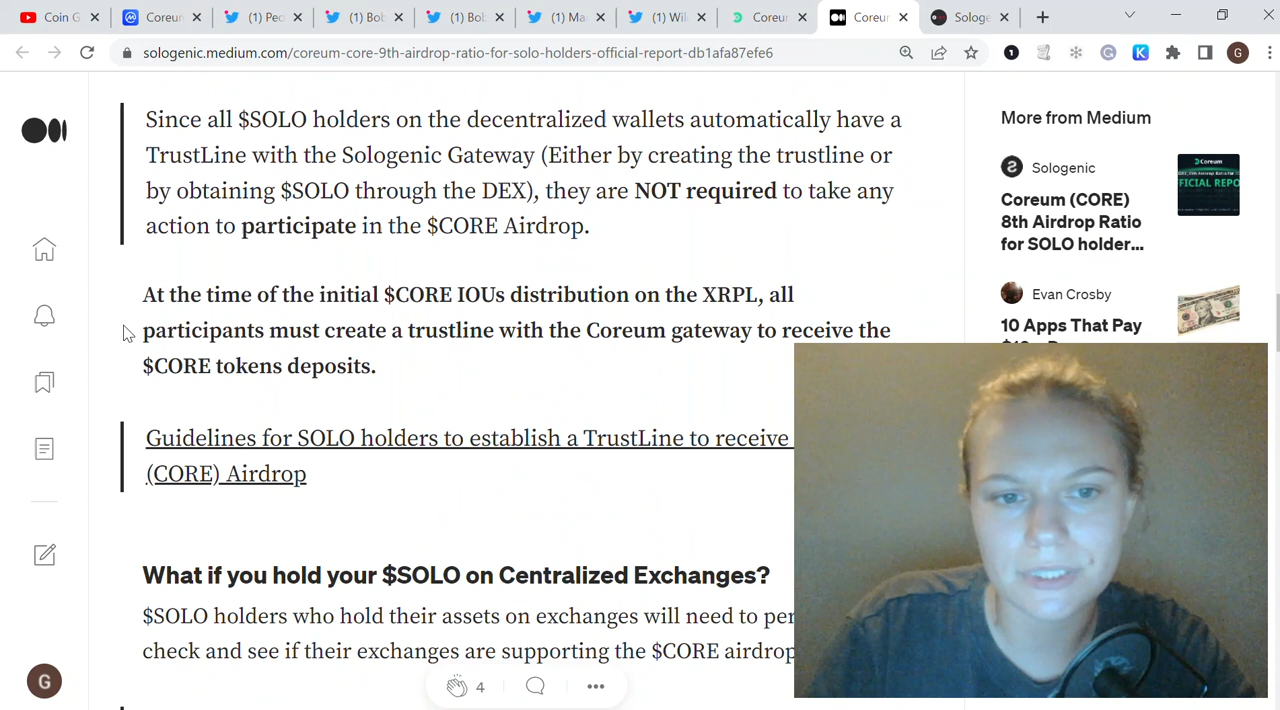 Coin G
Coreun
(1) Peo
(1) Bob
(1) Bob
(1) Ma
(1) Wil
Coreur
Coreur
Sologe
sologenic.medium.com/coreum-core-9th-airdrop-ratio-for-solo-holders-official-report-db1afa87efe6
G
Since all $SOLO holders on the decentralized wallets automatically have a
TrustLine with the Sologenic Gateway (Either by creating the trustline or
by obtaining $SOLO through the DEX), they are NOT required to take any
action to participate in the $CORE Airdrop.
At the time of the initial $CORE IOUs distribution on the XRPL, all
participants must create a trustline with the Coreum gateway to receive the
$CORE tokens deposits.
Guidelines for SOLO holders to establish a TrustLine to receive
(CORE) Airdrop
What if you hold your $SOLO on Centralized Exchanges?
$SOLO holders who hold their assets on exchanges will need to per
check and see if their exchanges are supporting the $CORE airdrop
4
G
More from Medium
Sologenic
Coreum (CORE)
8th Airdrop Ratio
for SOLO holder...
Coreum
FICIAL REPO
Evan Crosby
10 Apps That Pay